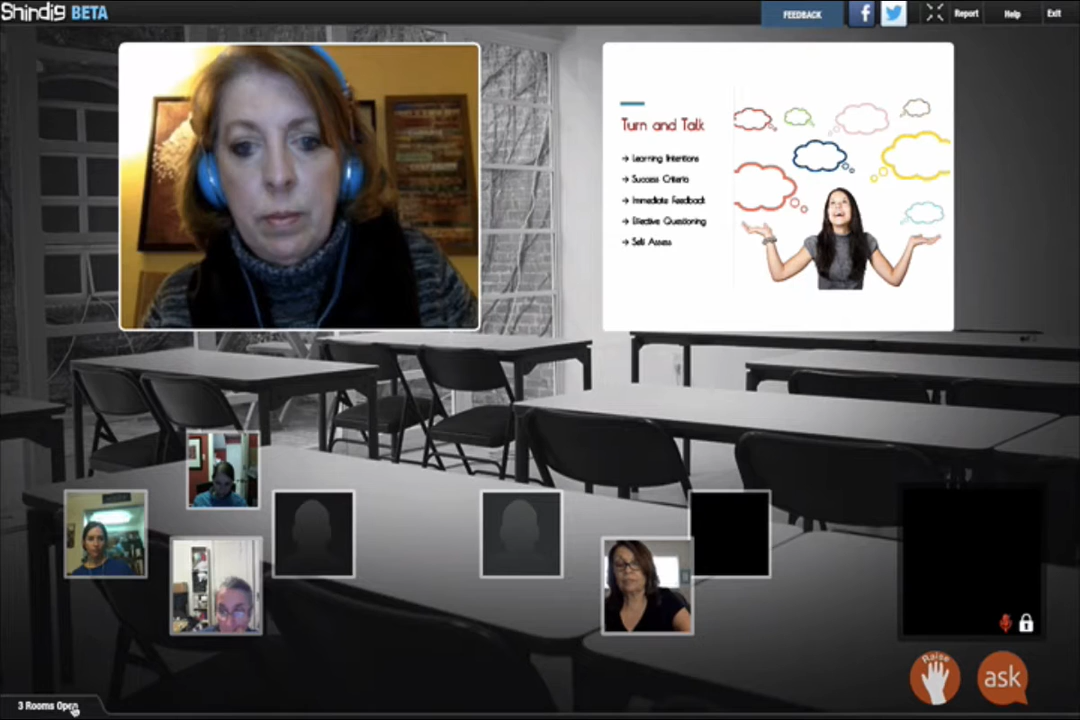 Shindig BETA
FEEDBACK
Report
Help
Exit
Turn and Talk
→ Learning Intentions
→ Success Criteria
→ Immediate Feedback
→ Effective Questioning
→ Self Assess
Raise
ask
3 Rooms Open